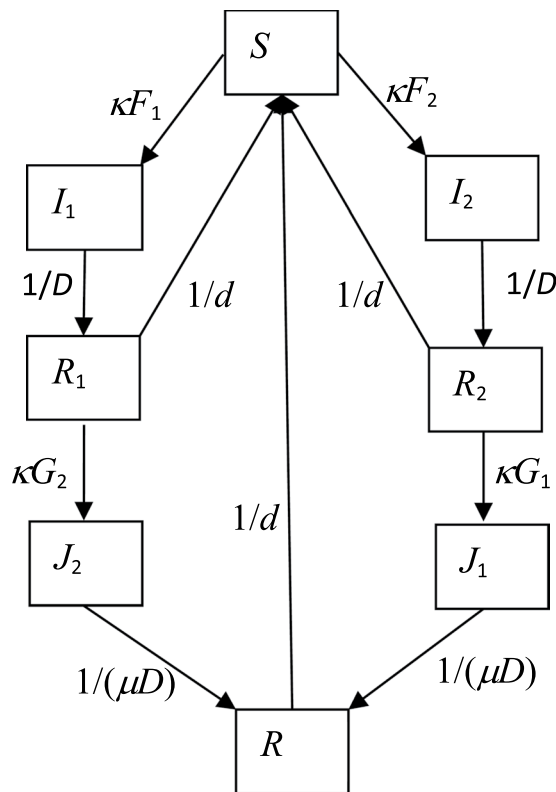 S
κF₁ κF₂
I₁ I₂
1/D 1/d 1/d 1/D
R₁ R₂
κG₂ 1/d κG₁
J₂ J₁
1/(μD) 1/(μD)
R